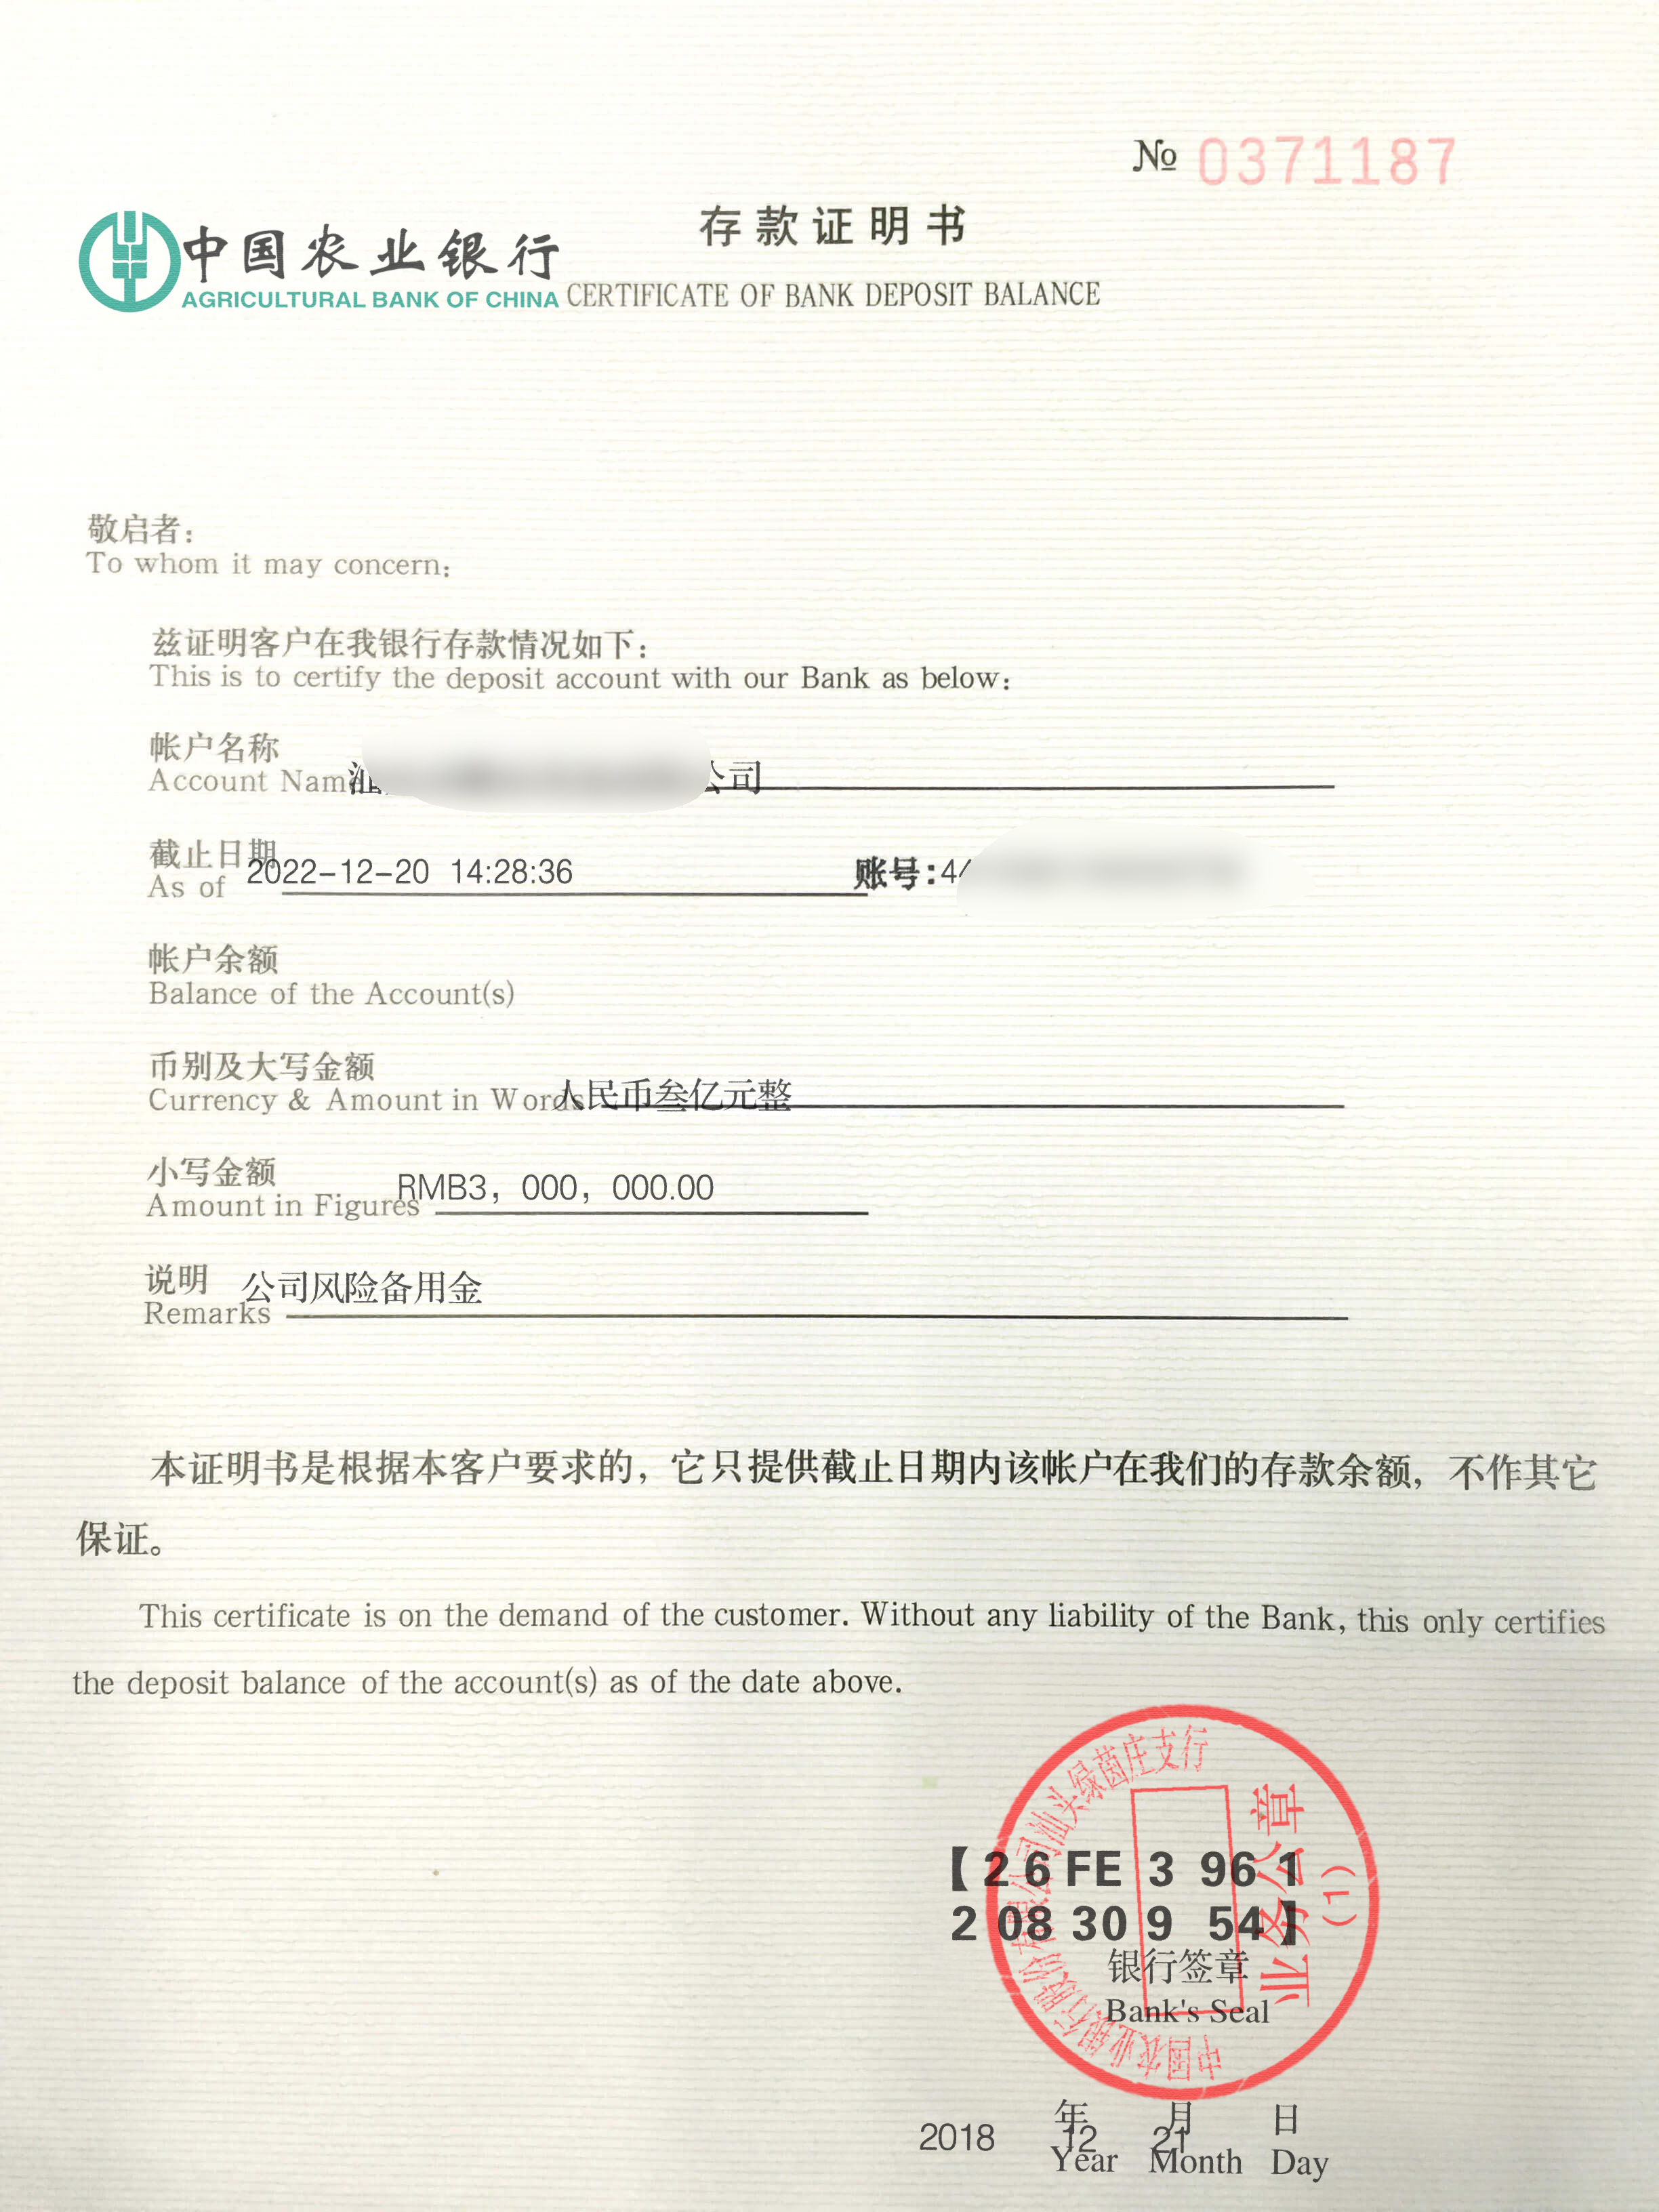 № 0371187
存款证明书
中国农业银行
AGRICULTURAL BANK OF CHINA
CERTIFICATE OF BANK DEPOSIT BALANCE
敬启者：
To whom it may concern:
兹证明客户在我银行存款情况如下：
This is to certify the deposit account with our Bank as below:
帐户名称
Account Name 汕 公司
截止日期
As of 2022-12-20 14:28:36 账号:44
帐户余额
Balance of the Account(s)
币别及大写金额
Currency & Amount in Words 人民币叁亿元整
小写金额
Amount in Figures RMB3，000，000.00
说明 公司风险备用金
Remarks
本证明书是根据本客户要求的，它只提供截止日期内该帐户在我们的存款余额，不作其它
保证。
This certificate is on the demand of the customer. Without any liability of the Bank, this only certifies
the deposit balance of the account(s) as of the date above.
中国农业银行股份有限公司汕头绿茵庄支行
业务公章
(1)
【26 FE 3 96 1
2 08 30 9 54】
银行签章
Bank's Seal
年 月 日
2018 12 21
Year Month Day